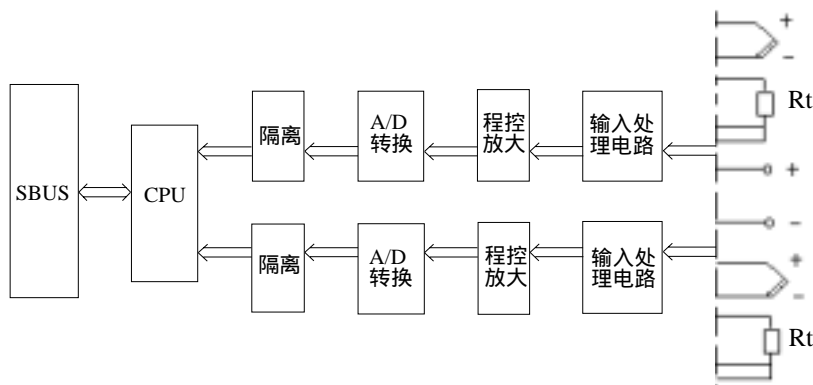 +
-
Rt
+
-
+
-
Rt
SBUS
CPU
隔离
A/D
转换
程控
放大
输入处
理电路
隔离
A/D
转换
程控
放大
输入处
理电路